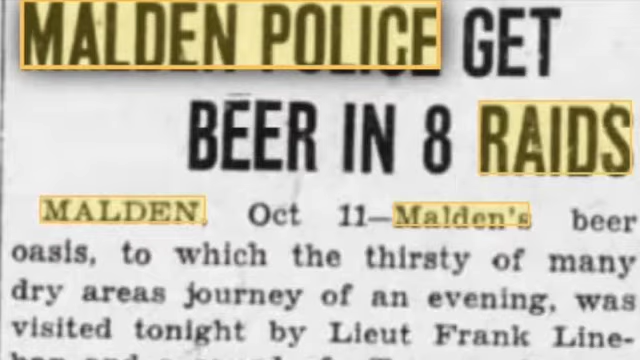 MALDEN POLICE GET
BEER IN 8 RAIDS
MALDEN, Oct 11—Malden's beer
oasis, to which the thirsty of many
dry areas journey of an evening, was
visited tonight by Lieut Frank Line-